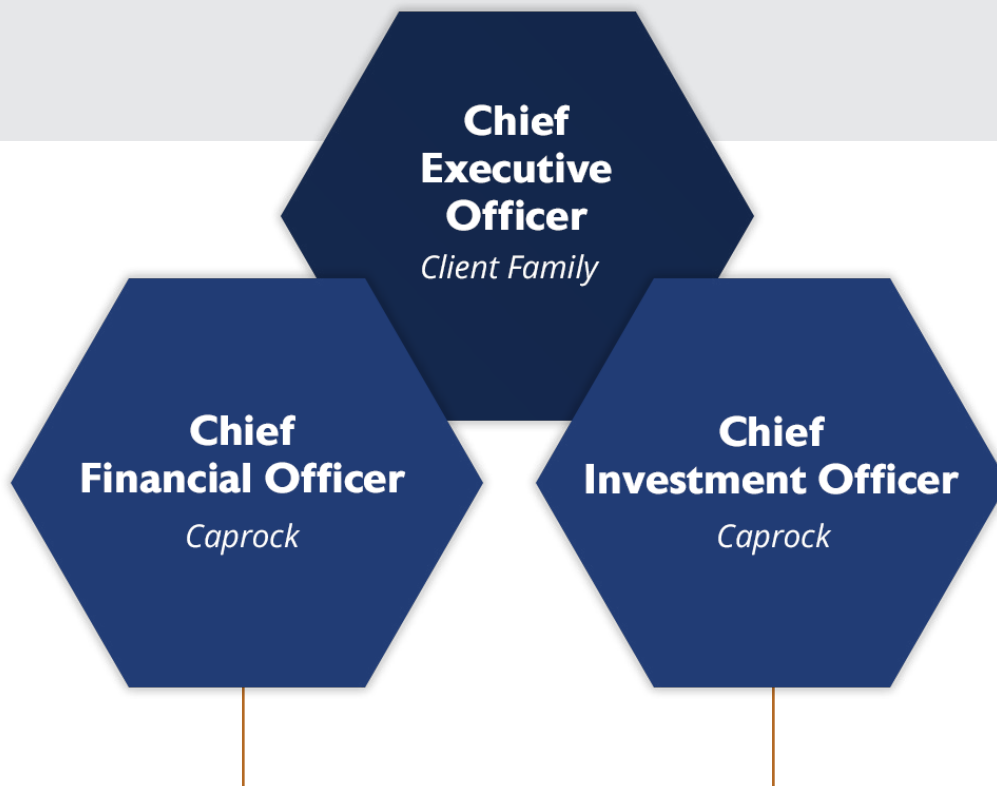 Chief
Executive
Officer
Client Family
Chief
Financial Officer
Caprock
Chief
Investment Officer
Caprock